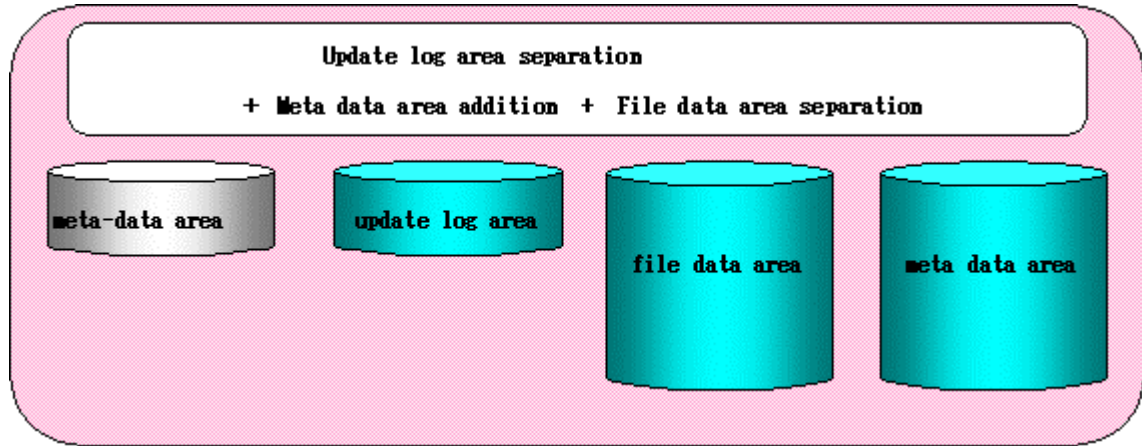 Update log area separation
+ Meta data area addition + File data area separation
meta-data area
update log area
file data area
meta data area